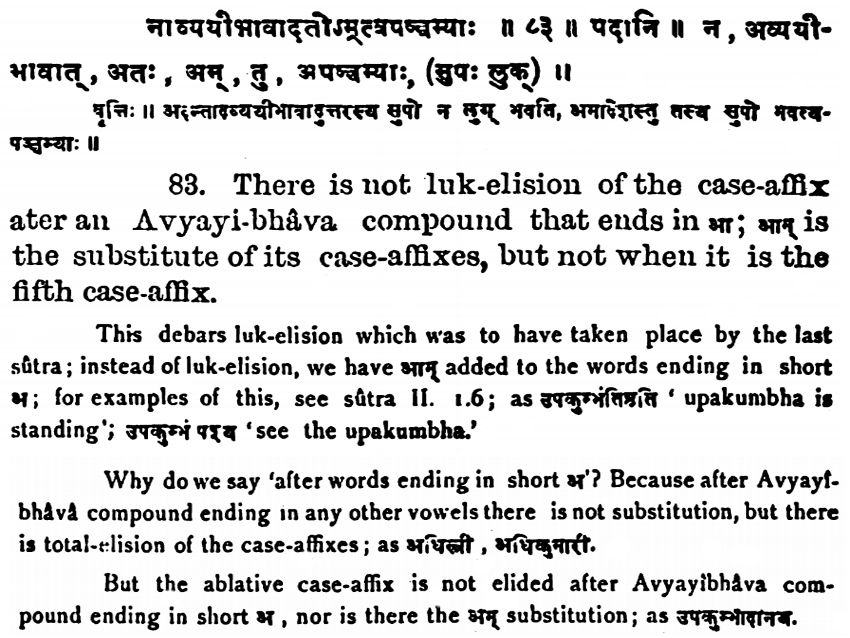 नाव्ययीभावादतोऽम्त्वपञ्चम्याः ॥ ८३ ॥ पदानि ॥ न , अव्ययी-
भावात् , अतः , अम् , तु , अपञ्चम्याः, (सुपः लुक्) ॥
वृत्तिः ॥ अदन्तादव्ययीभावादुत्तरस्य सुपो न लुग् भवति, अमादेशस्तु तस्य सुपो भवत्य-
पञ्चम्याः ॥
83. There is not luk-elision of the case-affix
ater an Avyayi-bhâva compound that ends in अ; अम् is
the substitute of its case-affixes, but not when it is the
fifth case-affix.
This debars luk-elision which was to have taken place by the last
sûtra; instead of luk-elision, we have अम् added to the words ending in short
अ; for examples of this, see sûtra II. 1.6; as उपकुम्भंतिष्ठति ‘ upakumbha is
standing’; उपकुम्भं पश्य ‘see the upakumbha.’
Why do we say ‘after words ending in short अ’? Because after Avyayî-
bhâvâ compound ending in any other vowels there is not substitution, but there
is total-elision of the case-affixes; as अधिस्त्री , अधिकुमारी.
But the ablative case-affix is not elided after Avyayîbhâva com-
pound ending in short अ , nor is there the अम् substitution; as उपकुम्भादानय.